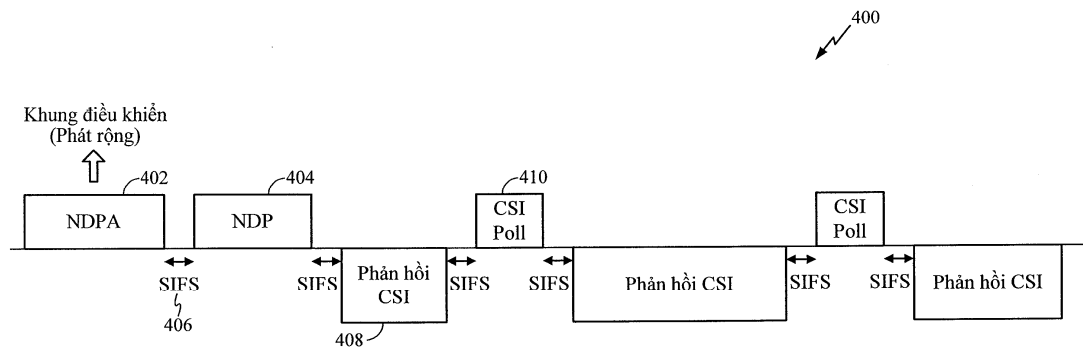 400
Khung điều khiển
(Phát rộng)
402
404
410
NDPA
NDP
CSI
Poll
CSI
Poll
SIFS
SIFS
Phản hồi
CSI
SIFS
SIFS
Phản hồi CSI
SIFS
SIFS
Phản hồi CSI
406
408